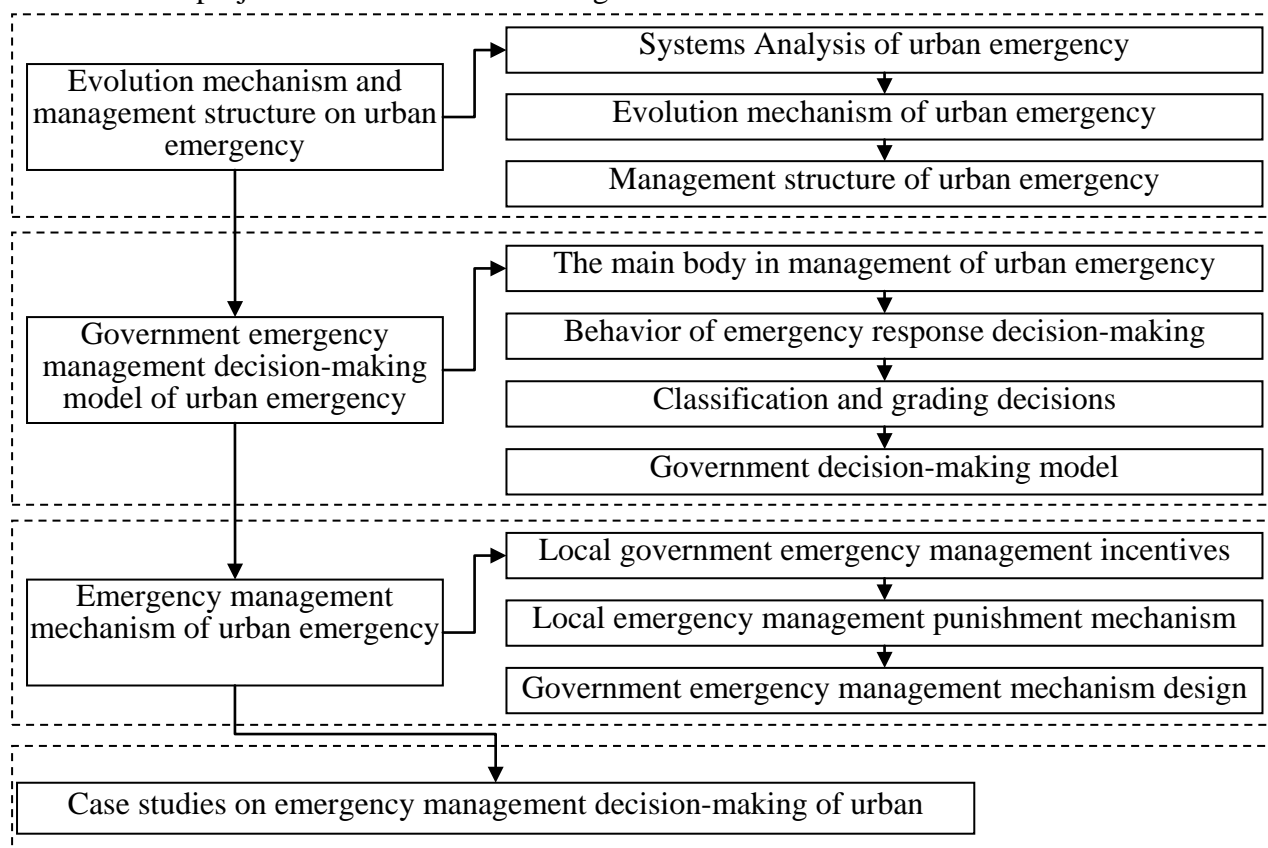 Systems Analysis of urban emergency
Evolution mechanism and
management structure on urban
emergency
Evolution mechanism of urban emergency
Management structure of urban emergency
The main body in management of urban emergency
Government emergency
management decision-making
model of urban emergency
Behavior of emergency response decision-making
Classification and grading decisions
Government decision-making model
Local government emergency management incentives
Emergency management
mechanism of urban emergency
Local emergency management punishment mechanism
Government emergency management mechanism design
Case studies on emergency management decision-making of urban